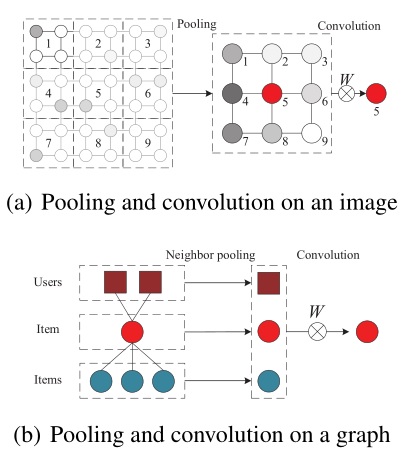 Pooling
Convolution
1 2 3
4 5 6
7 8 9
1 2 3
4 5 6
7 8 9
W
5
(a) Pooling and convolution on an image
Neighbor pooling
Convolution
Users
Item
W
Items
(b) Pooling and convolution on a graph